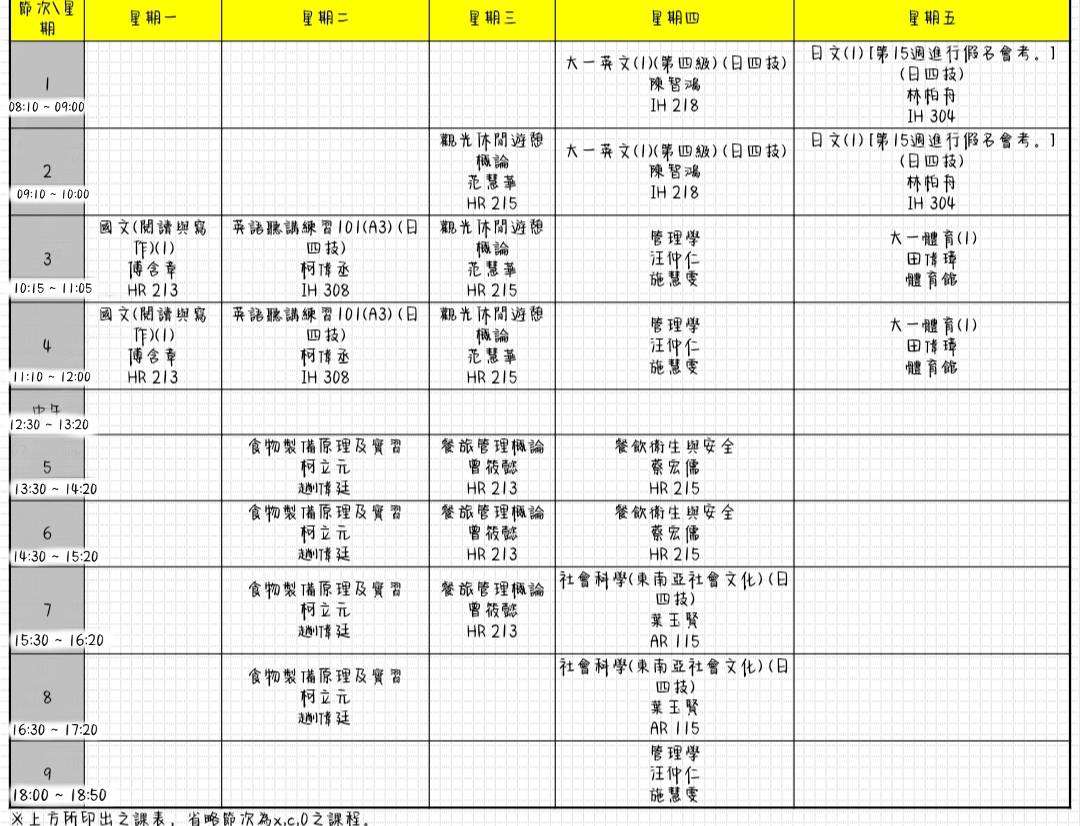 節次\星期
星期一
星期二
星期三
星期四
星期五
1
08:10 ~ 09:00
大一英文(1)(第四級)(日四技)
陳智鴻
IH 218
日文(1)[第15週進行假名會考。]
(日四技)
林柏舟
IH 304
2
09:10 ~ 10:00
觀光休閒遊憩
概論
范慧華
HR 215
大一英文(1)(第四級)(日四技)
陳智鴻
IH 218
日文(1)[第15週進行假名會考。]
(日四技)
林柏舟
IH 304
3
10:15 ~ 11:05
國文(閱讀與寫
作)(1)
傅含章
HR 213
英語聽講練習101(A3)(日
四技)
柯偉丞
IH 308
觀光休閒遊憩
概論
范慧華
HR 215
管理學
汪仲仁
施慧雯
大一體育(1)
田偉瑋
體育館
4
11:10 ~ 12:00
國文(閱讀與寫
作)(1)
傅含章
HR 213
英語聽講練習101(A3)(日
四技)
柯偉丞
IH 308
觀光休閒遊憩
概論
范慧華
HR 215
管理學
汪仲仁
施慧雯
大一體育(1)
田偉瑋
體育館
中午
12:30 ~ 13:20
5
13:30 ~ 14:20
食物製備原理及實習
柯立元
趙偉廷
餐旅管理概論
曾筱懿
HR 213
餐飲衛生與安全
蔡宏儒
HR 215
6
14:30 ~ 15:20
食物製備原理及實習
柯立元
趙偉廷
餐旅管理概論
曾筱懿
HR 213
餐飲衛生與安全
蔡宏儒
HR 215
7
15:30 ~ 16:20
食物製備原理及實習
柯立元
趙偉廷
餐旅管理概論
曾筱懿
HR 213
社會科學(東南亞社會文化)(日
四技)
葉玉賢
AR 115
8
16:30 ~ 17:20
食物製備原理及實習
柯立元
趙偉廷
社會科學(東南亞社會文化)(日
四技)
葉玉賢
AR 115
9
18:00 ~ 18:50
管理學
汪仲仁
施慧雯
※上方所印出之課表，省略節次為x,c,0之課程。